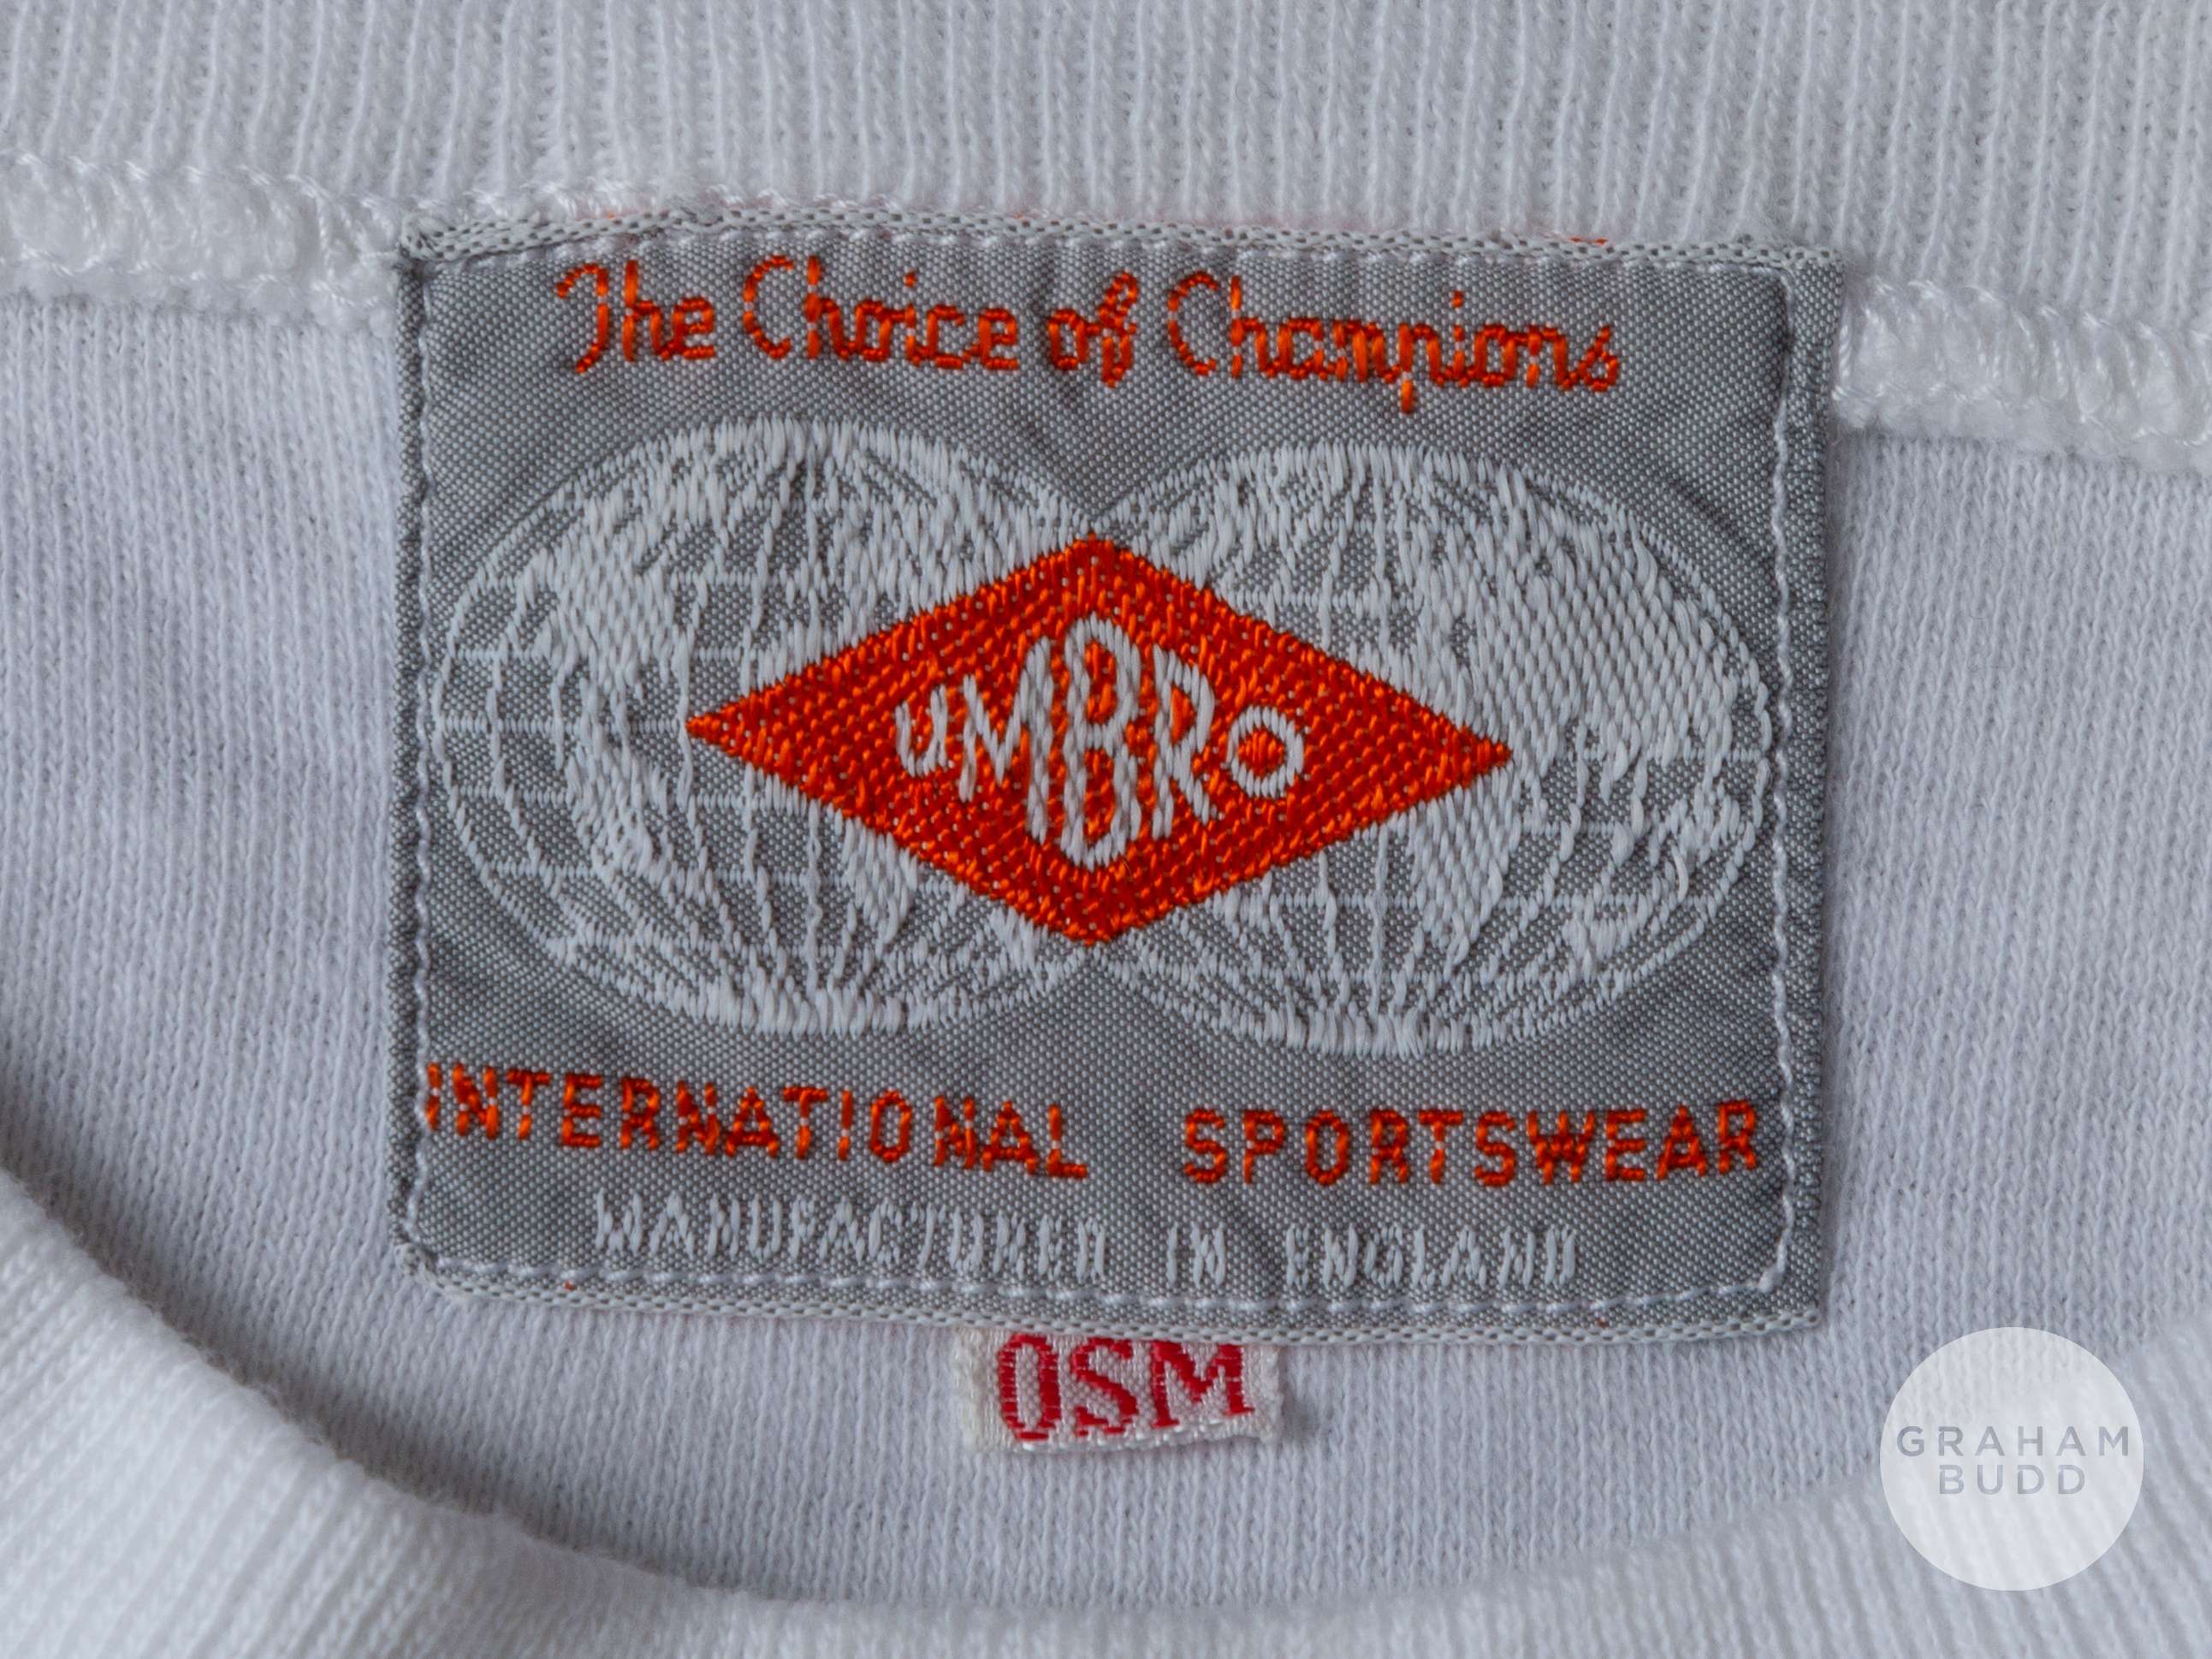 The Choice of Champions
UMBRO
INTERNATIONAL SPORTSWEAR
MANUFACTURED IN ENGLAND
OSM
GRAHAM
BUDD